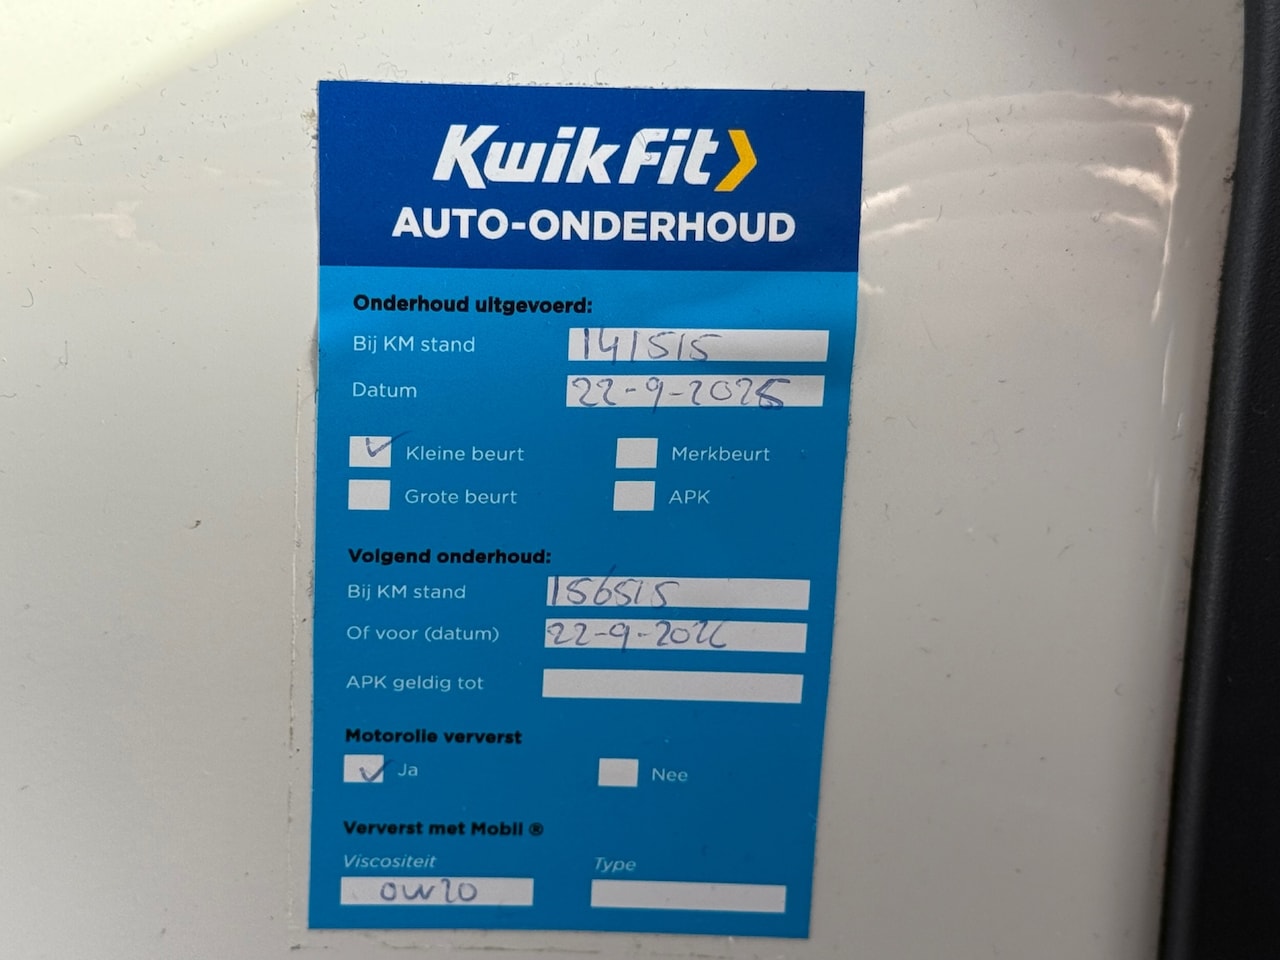 KwikFit
AUTO-ONDERHOUD
Onderhoud uitgevoerd:
Bij KM stand 141515
Datum 22-9-2025
Kleine beurt Merkbeurt
Grote beurt APK
Volgend onderhoud:
Bij KM stand 156515
Of voor (datum) 22-9-2026
APK geldig tot
Motorolie ververst
Ja Nee
Ververst met Mobil ®
Viscositeit Type
0W20